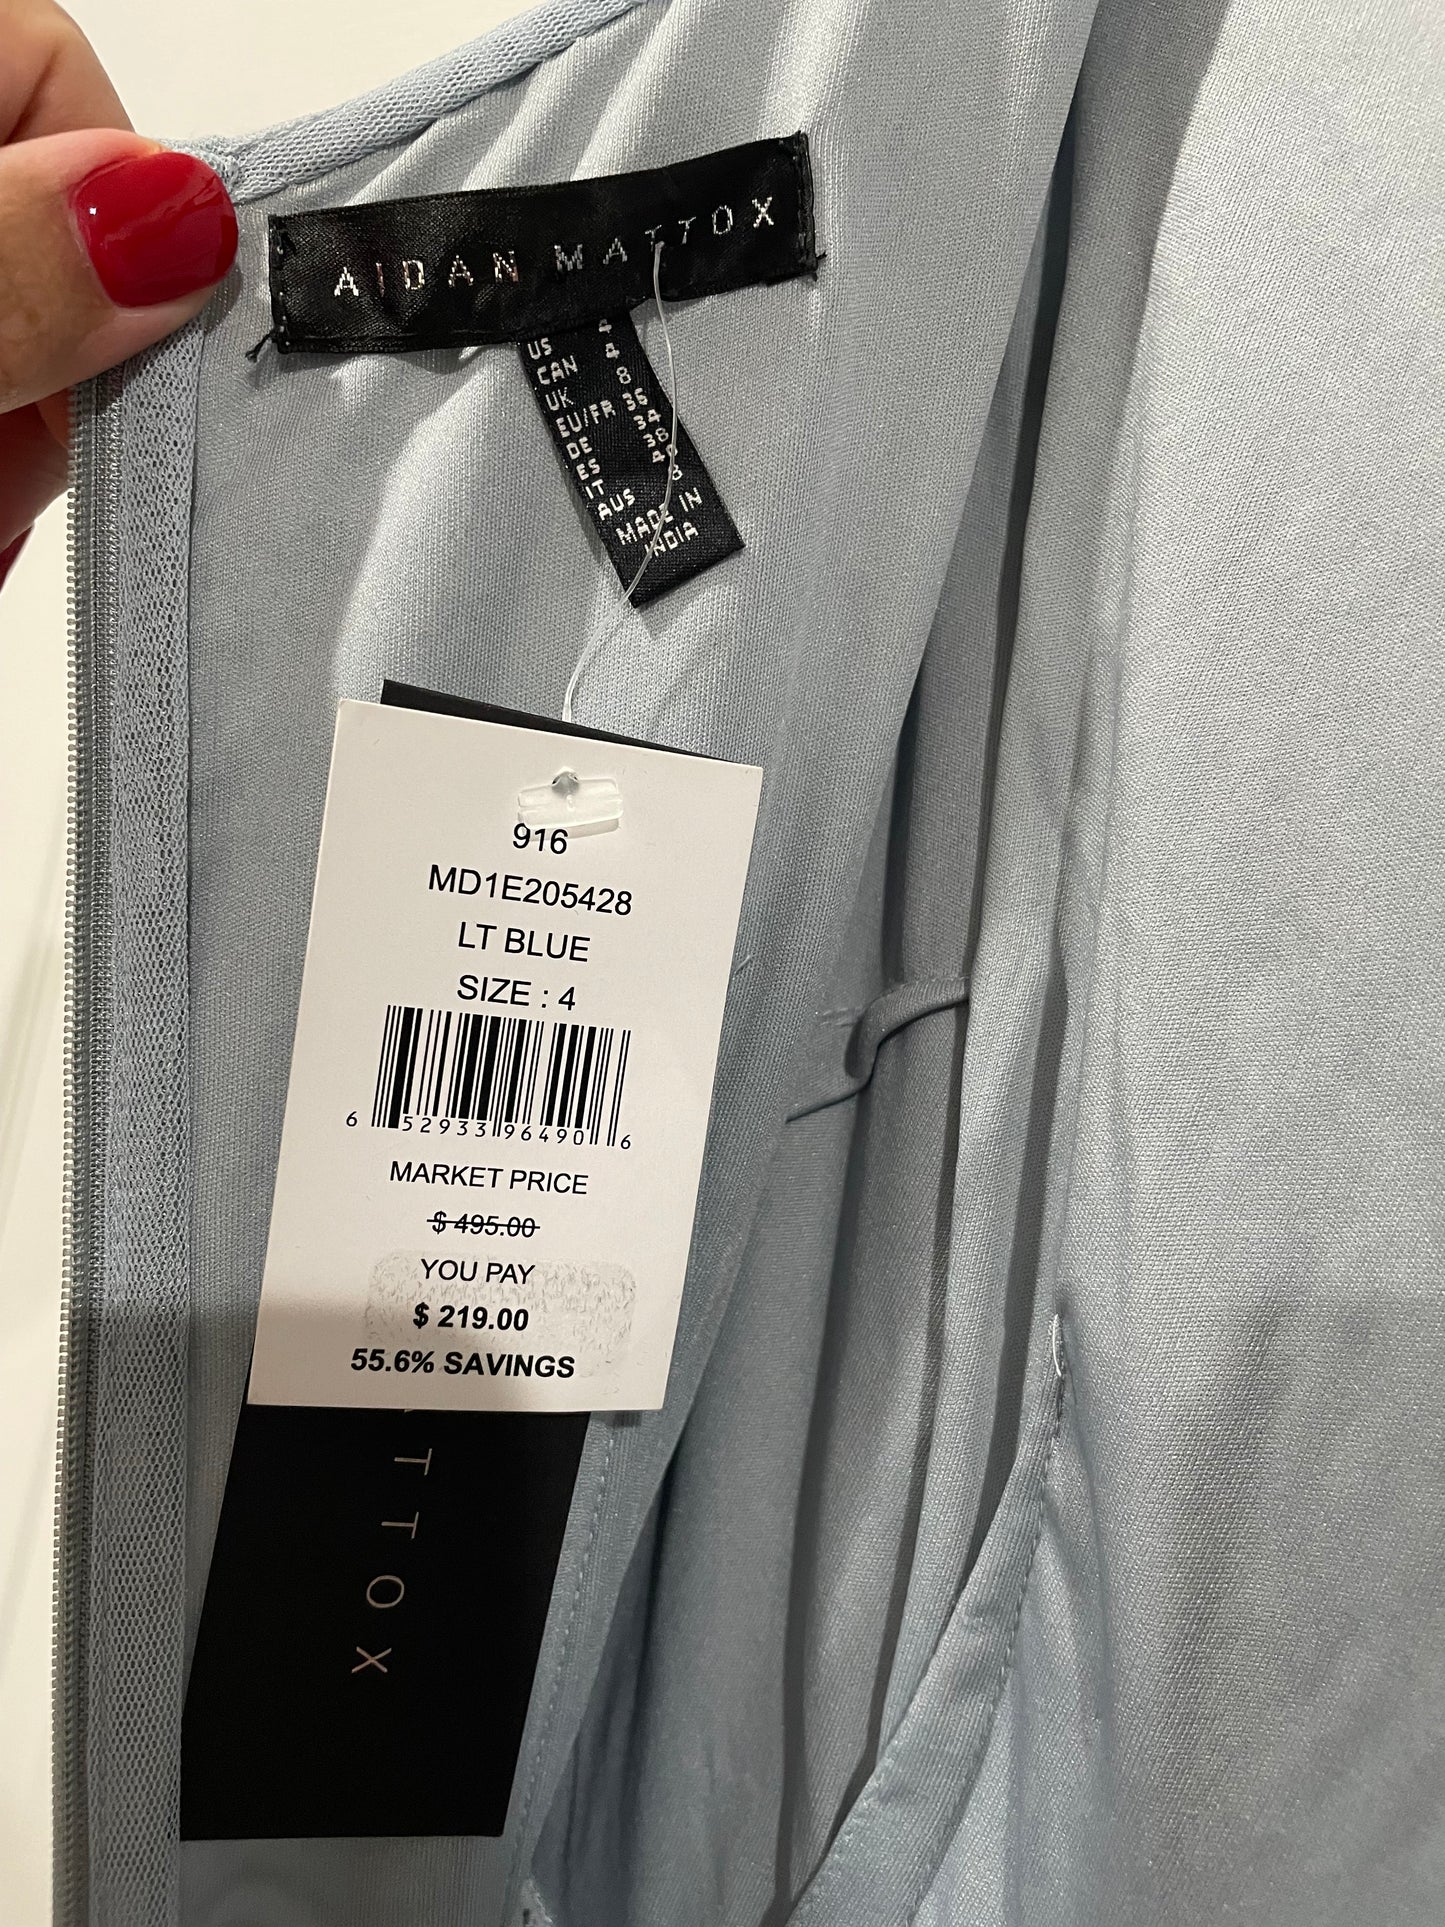 AIDAN MATTOX
US 4
CAN 4
UK 8
EU/FR 36
DE 34
ES 38
IT 40
AUS 8
MADE IN
INDIA
916
MD1E205428
LT BLUE
SIZE : 4
6 52933 96490 6
MARKET PRICE
$ 495.00
YOU PAY
$ 219.00
55.6% SAVINGS
TTOX